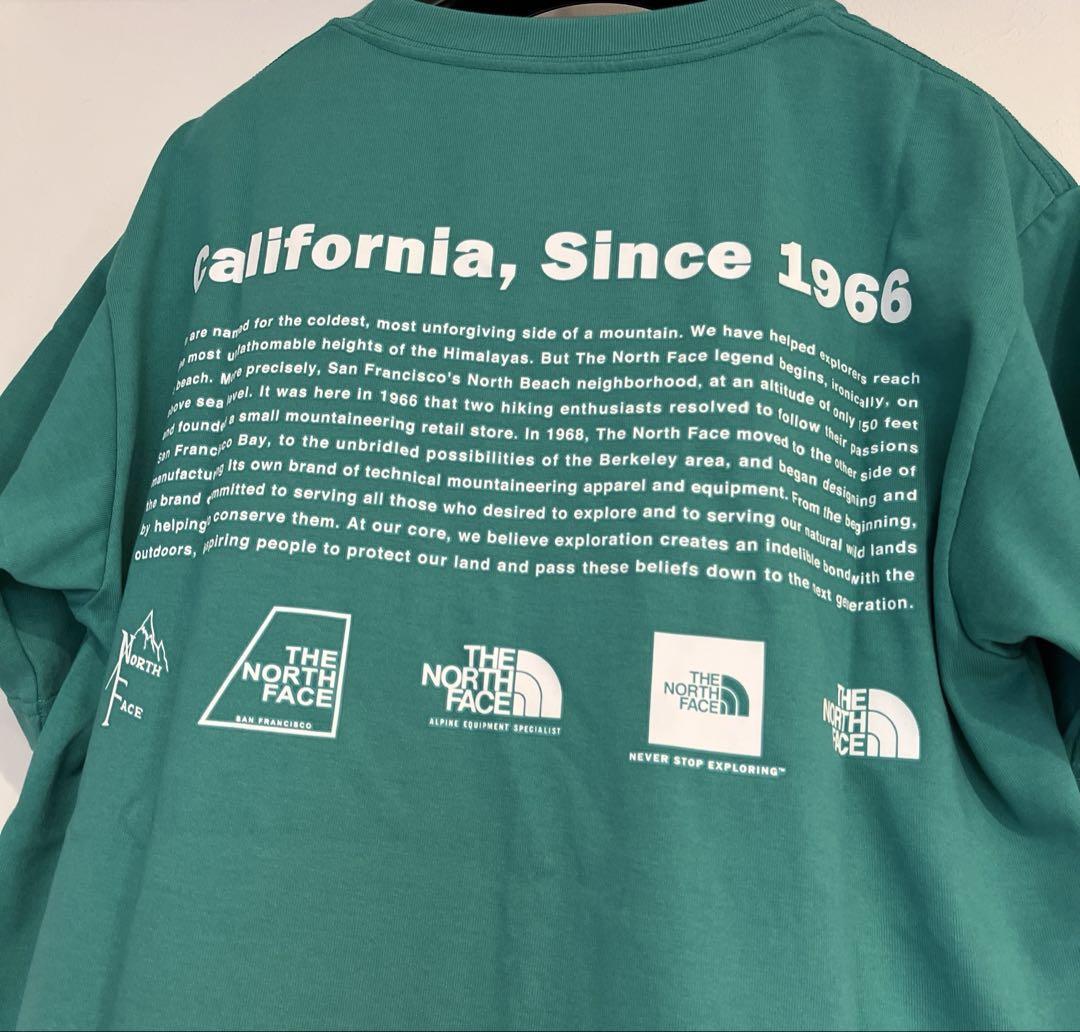 California, Since 1966
are named for the coldest, most unforgiving side of a mountain. We have helped explorers reach
most unfathomable heights of the Himalayas. But The North Face legend begins, ironically, on
beach. More precisely, San Francisco's North Beach neighborhood, at an altitude of only 150 feet
above sea level. It was here in 1966 that two hiking enthusiasts resolved to follow their passions
and founded a small mountaineering retail store. In 1968, The North Face moved to the other side of
San Francisco Bay, to the unbridled possibilities of the Berkeley area, and began designing and
manufacturing its own brand of technical mountaineering apparel and equipment. From the beginning,
the brand committed to serving all those who desired to explore and to serving our natural wild lands
by helping conserve them. At our core, we believe exploration creates an indelible bond with the
outdoors, inspiring people to protect our land and pass these beliefs down to the next generation.
North
Face
THE
NORTH
FACE
SAN FRANCISCO
THE
NORTH
FACE
ALPINE EQUIPMENT SPECIALIST
THE
NORTH
FACE
NEVER STOP EXPLORING™
THE
NORTH
FACE